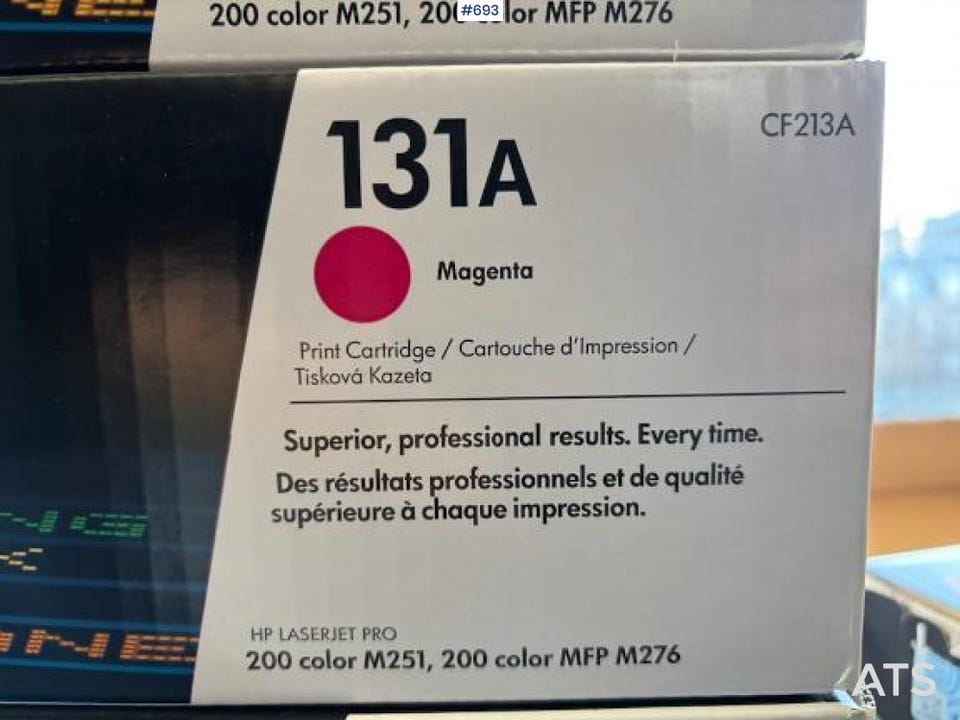 #693
200 color M251, 200 color MFP M276
131A
CF213A
Magenta
Print Cartridge / Cartouche d'Impression /
Tisková Kazeta
Superior, professional results. Every time.
Des résultats professionnels et de qualité
supérieure à chaque impression.
HP LASERJET PRO
200 color M251, 200 color MFP M276
ATS